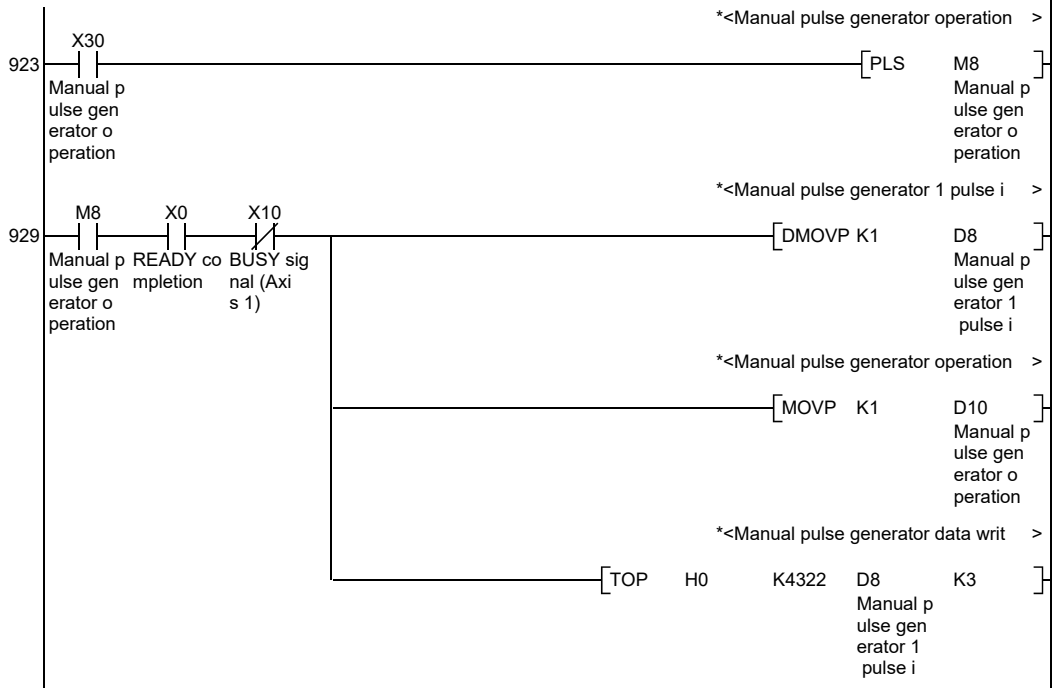 *<Manual pulse generator operation >
X30
923
PLS M8
Manual p
ulse gen
erator o
peration
Manual p
ulse gen
erator o
peration
*<Manual pulse generator 1 pulse i >
M8 X0 X10
929
DMOVP K1 D8
Manual p
ulse gen
erator o
peration
READY co
mpletion
BUSY sig
nal (Axi
s 1)
Manual p
ulse gen
erator 1
pulse i
*<Manual pulse generator operation >
MOVP K1 D10
Manual p
ulse gen
erator o
peration
*<Manual pulse generator data writ >
TOP H0 K4322 D8 K3
Manual p
ulse gen
erator 1
pulse i